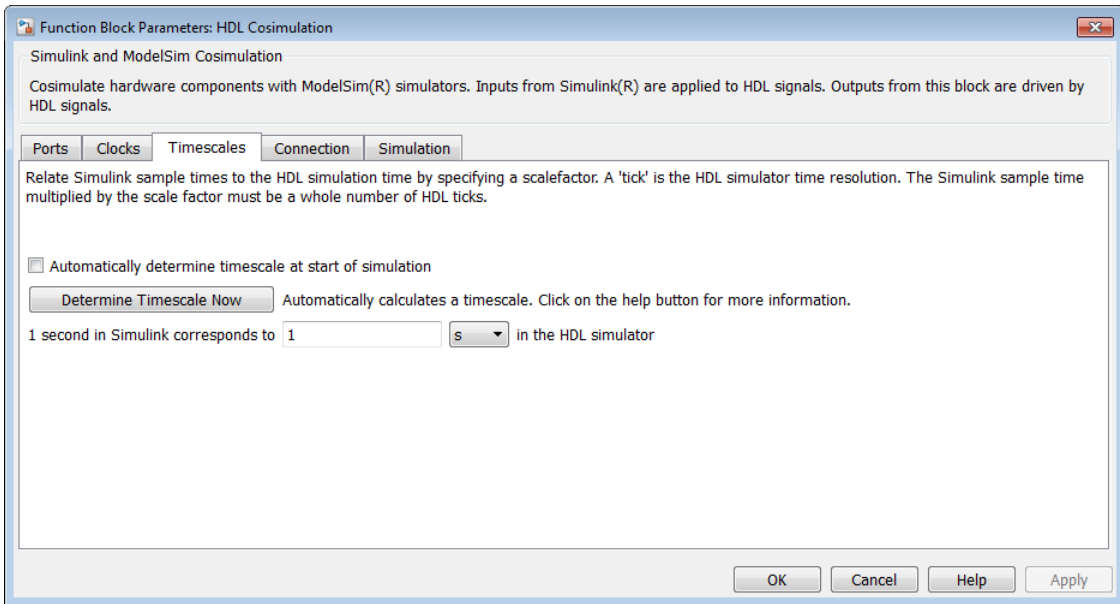 Function Block Parameters: HDL Cosimulation
Simulink and ModelSim Cosimulation
Cosimulate hardware components with ModelSim(R) simulators. Inputs from Simulink(R) are applied to HDL signals. Outputs from this block are driven by
HDL signals.
Ports Clocks Timescales Connection Simulation
Relate Simulink sample times to the HDL simulation time by specifying a scalefactor. A 'tick' is the HDL simulator time resolution. The Simulink sample time
multiplied by the scale factor must be a whole number of HDL ticks.
Automatically determine timescale at start of simulation
Determine Timescale Now Automatically calculates a timescale. Click on the help button for more information.
1 second in Simulink corresponds to 1 s in the HDL simulator
OK Cancel Help Apply